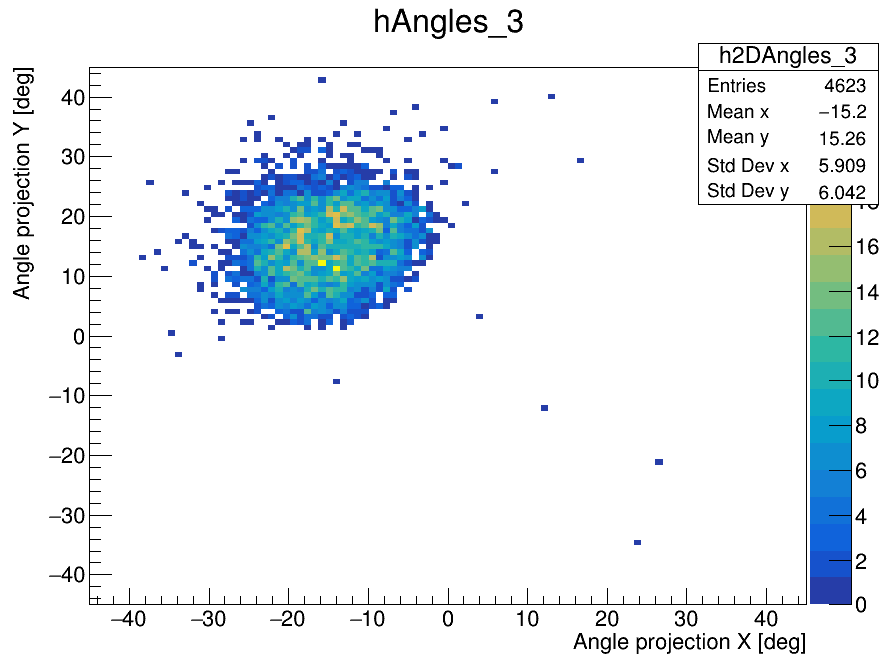 hAngles_3
h2DAngles_3
Entries 4623
Mean x −15.2
Mean y 15.26
Std Dev x 5.909
Std Dev y 6.042
Angle projection Y [deg]
40
30
20
10
0
−10
−20
−30
−40
−40 −30 −20 −10 0 10 20 30 40
Angle projection X [deg]
16
14
12
10
8
6
4
2
0